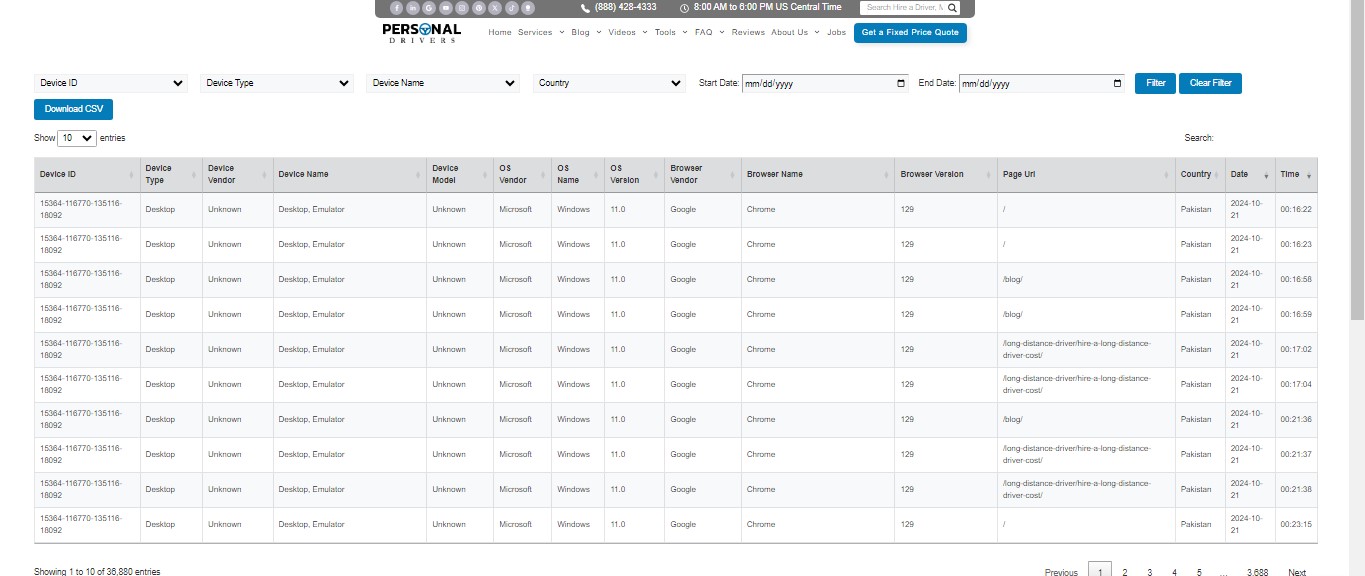 (888) 428-4333 8:00 AM to 6:00 PM US Central Time Search Hire a Driver, M
PERSONAL
DRIVERS
Home Services Blog Videos Tools FAQ Reviews About Us Jobs Get a Fixed Price Quote
Device ID Device Type Device Name Country Start Date: mm/dd/yyyy End Date: mm/dd/yyyy Filter Clear Filter
Download CSV
Show 10 entries Search:
Device ID Device Type Device Vendor Device Name Device Model OS Vendor OS Name OS Version Browser Vendor Browser Name Browser Version Page Url Country Date Time
15364-116770-135116-18092 Desktop Unknown Desktop, Emulator Unknown Microsoft Windows 11.0 Google Chrome 129 / Pakistan 2024-10-21 00:16:22
15364-116770-135116-18092 Desktop Unknown Desktop, Emulator Unknown Microsoft Windows 11.0 Google Chrome 129 / Pakistan 2024-10-21 00:16:23
15364-116770-135116-18092 Desktop Unknown Desktop, Emulator Unknown Microsoft Windows 11.0 Google Chrome 129 /blog/ Pakistan 2024-10-21 00:16:58
15364-116770-135116-18092 Desktop Unknown Desktop, Emulator Unknown Microsoft Windows 11.0 Google Chrome 129 /blog/ Pakistan 2024-10-21 00:16:59
15364-116770-135116-18092 Desktop Unknown Desktop, Emulator Unknown Microsoft Windows 11.0 Google Chrome 129 /long-distance-driver/hire-a-long-distance-driver-cost/ Pakistan 2024-10-21 00:17:02
15364-116770-135116-18092 Desktop Unknown Desktop, Emulator Unknown Microsoft Windows 11.0 Google Chrome 129 /long-distance-driver/hire-a-long-distance-driver-cost/ Pakistan 2024-10-21 00:17:04
15364-116770-135116-18092 Desktop Unknown Desktop, Emulator Unknown Microsoft Windows 11.0 Google Chrome 129 /blog/ Pakistan 2024-10-21 00:21:36
15364-116770-135116-18092 Desktop Unknown Desktop, Emulator Unknown Microsoft Windows 11.0 Google Chrome 129 /long-distance-driver/hire-a-long-distance-driver-cost/ Pakistan 2024-10-21 00:21:37
15364-116770-135116-18092 Desktop Unknown Desktop, Emulator Unknown Microsoft Windows 11.0 Google Chrome 129 /long-distance-driver/hire-a-long-distance-driver-cost/ Pakistan 2024-10-21 00:21:38
15364-116770-135116-18092 Desktop Unknown Desktop, Emulator Unknown Microsoft Windows 11.0 Google Chrome 129 / Pakistan 2024-10-21 00:23:15
Showing 1 to 10 of 36,880 entries Previous 1 2 3 4 5 … 3,688 Next